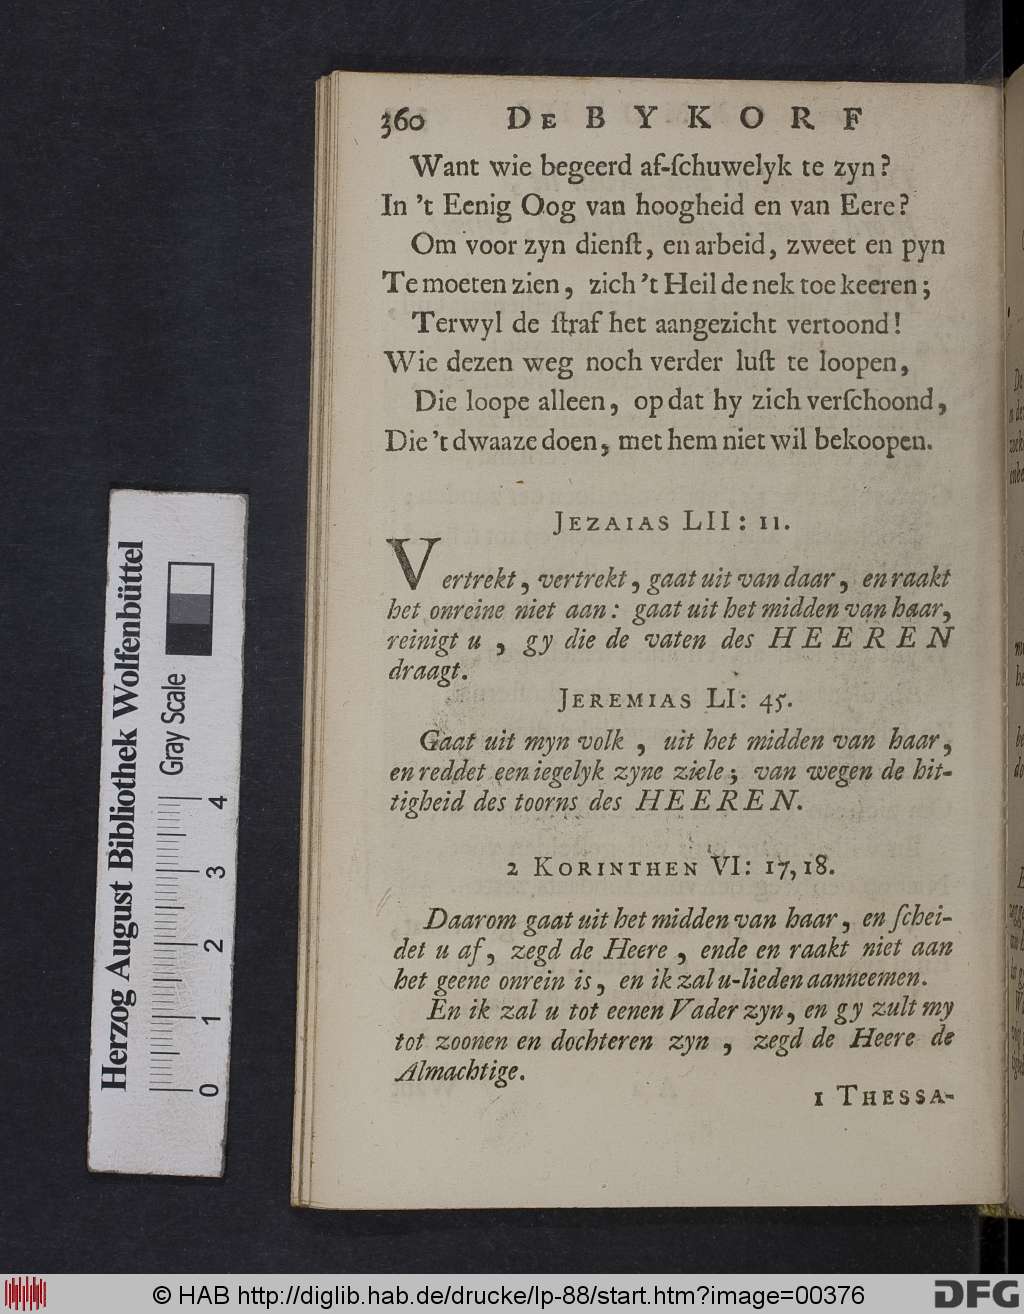 360 DE BYKORF
Want wie begeerd af-ſchuwelyk te zyn?
In 't Eenig Oog van hoogheid en van Eere?
Om voor zyn dienſt, en arbeid, zweet en pyn
Te moeten zien, zich 't Heil de nek toe keeren;
Terwyl de ſtraf het aangezicht vertoond!
Wie dezen weg noch verder luſt te loopen,
Die loope alleen, op dat hy zich verſchoond,
Die 't dwaaze doen, met hem niet wil bekoopen.
JEZAIAS LII: 11.
Vertrekt, vertrekt, gaat uit van daar, en raakt
het onreine niet aan: gaat uit het midden van haar,
reinigt u, gy die de vaten des HEEREN
draagt.
JEREMIAS LI: 45.
Gaat uit myn volk, uit het midden van haar,
en reddet een iegelyk zyne ziele; van wegen de hit-
tigheid des toorns des HEEREN.
2 KORINTHEN VI: 17, 18.
Daarom gaat uit het midden van haar, en ſchei-
det u af, zegd de Heere, ende en raakt niet aan
het geene onrein is, en ik zal u-lieden aanneemen.
En ik zal u tot eenen Vader zyn, en gy zult my
tot zoonen en dochteren zyn, zegd de Heere de
Almachtige.
1 THESSA-
Herzog August Bibliothek Wolfenbüttel
Gray Scale
0 1 2 3 4
© HAB http://diglib.hab.de/drucke/lp-88/start.htm?image=00376
DFG